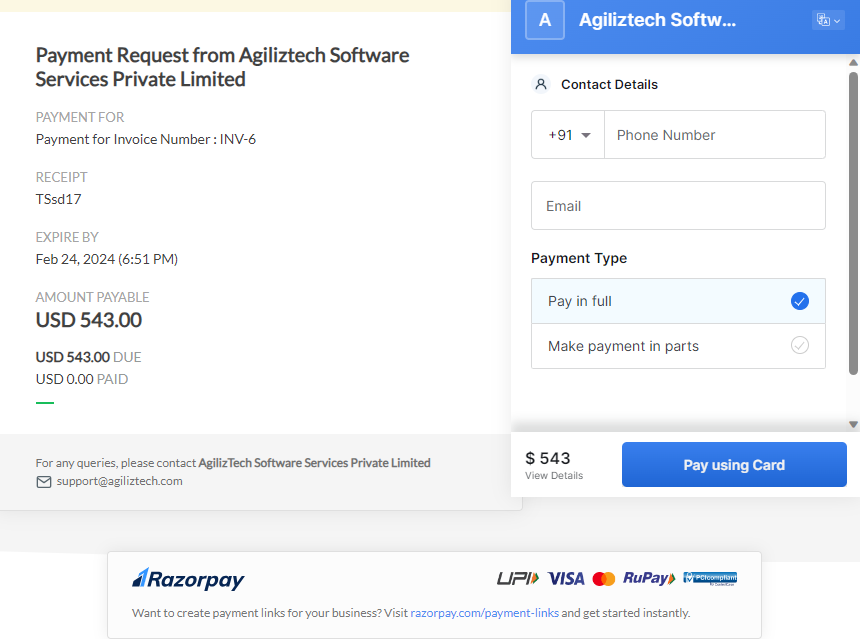 Payment Request from Agiliztech Software
Services Private Limited
PAYMENT FOR
Payment for Invoice Number : INV-6
RECEIPT
TSsd17
EXPIRE BY
Feb 24, 2024 (6:51 PM)
AMOUNT PAYABLE
USD 543.00
USD 543.00 DUE
USD 0.00 PAID
For any queries, please contact AgilizTech Software Services Private Limited
support@agiliztech.com
A
Agiliztech Softw...
Contact Details
+91
Phone Number
Email
Payment Type
Pay in full
Make payment in parts
$ 543
View Details
Pay using Card
Razorpay
UPI VISA RuPay PCI compliant
Want to create payment links for your business? Visit razorpay.com/payment-links and get started instantly.